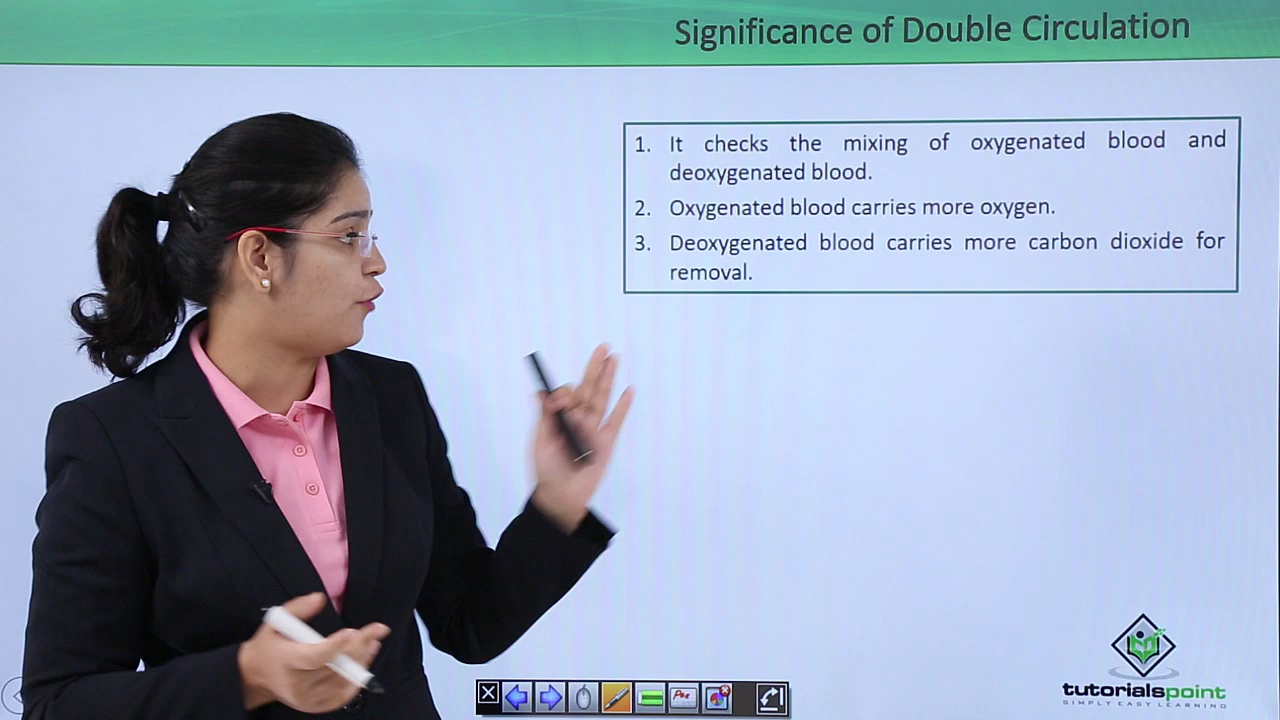 Significance of Double Circulation
1. It checks the mixing of oxygenated blood and
deoxygenated blood.
2. Oxygenated blood carries more oxygen.
3. Deoxygenated blood carries more carbon dioxide for
removal.
tutorialspoint
SIMPLY EASY LEARNING